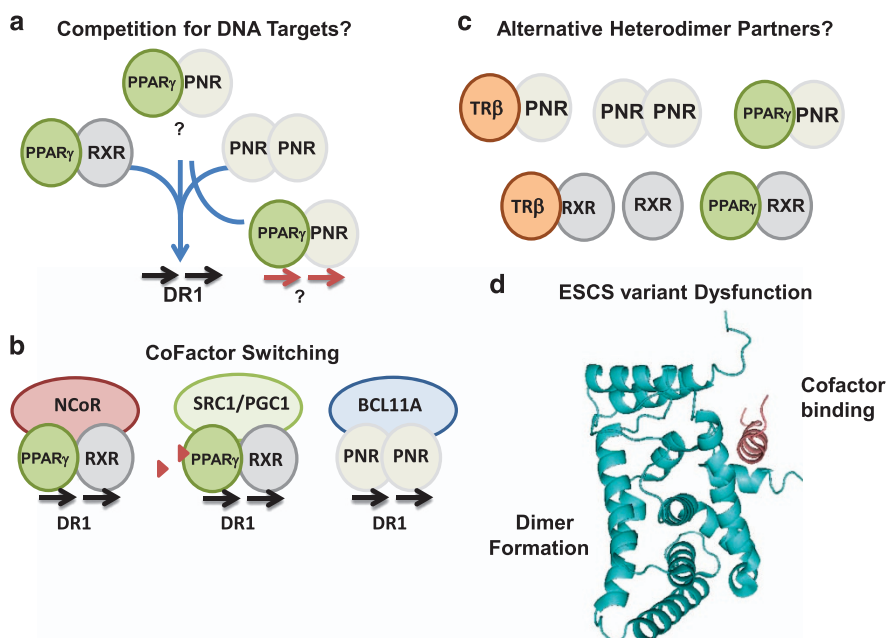 a
Competition for DNA Targets?
PPARγ PNR
?
PPARγ RXR
PNR PNR
PPARγ PNR
DR1
?
b
CoFactor Switching
NCoR
PPARγ RXR
DR1
SRC1/PGC1
PPARγ RXR
DR1
BCL11A
PNR PNR
DR1
c
Alternative Heterodimer Partners?
TRβ PNR
PNR PNR
PPARγ PNR
TRβ RXR
RXR
PPARγ RXR
d
ESCS variant Dysfunction
Cofactor
binding
Dimer
Formation